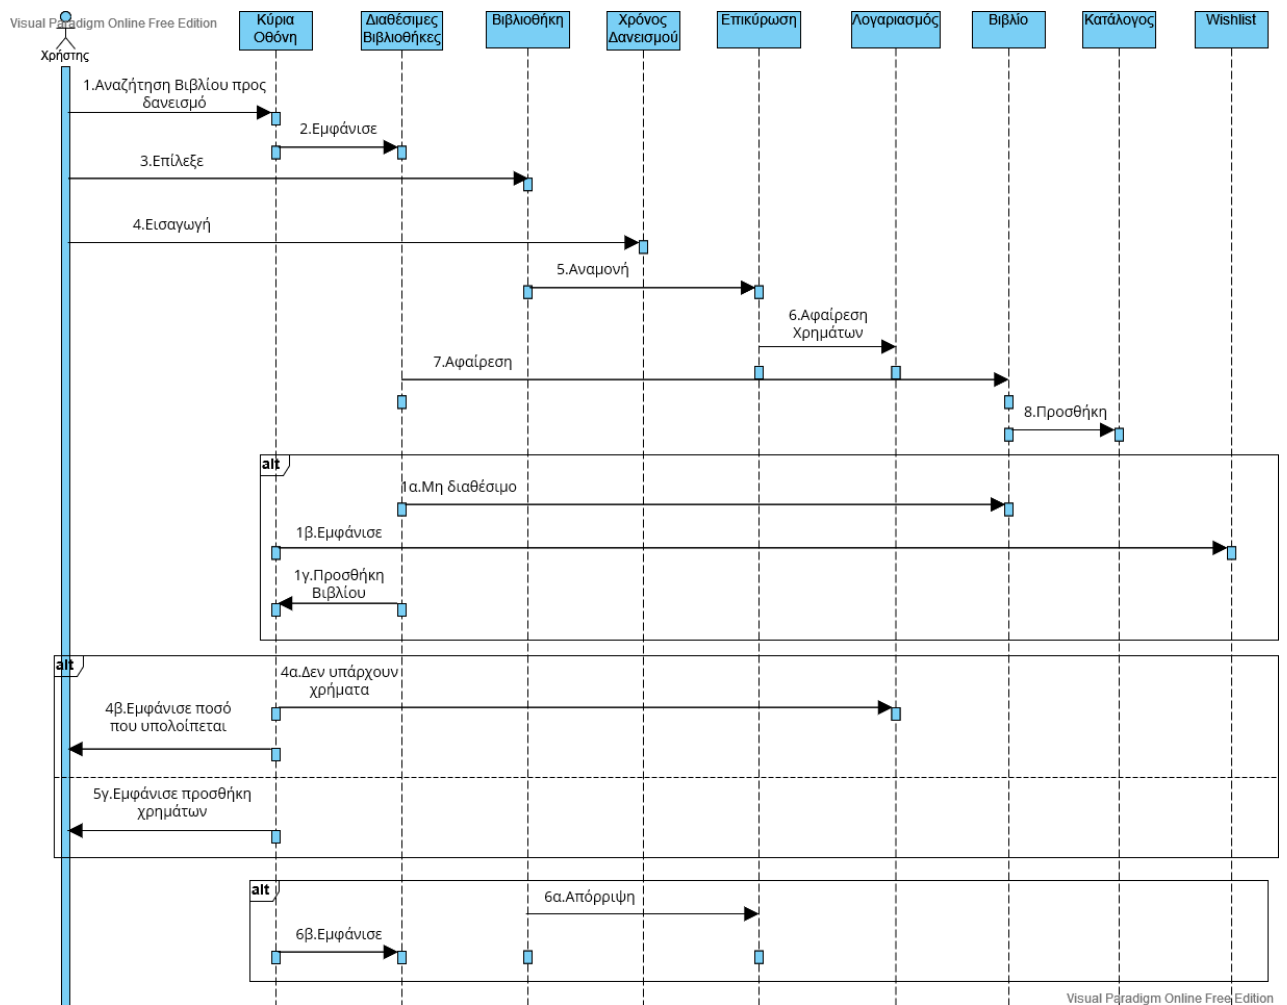 Visual Paradigm Online Free Edition
Χρήστης
Κύρια
Οθόνη
Διαθέσιμες
Βιβλιοθήκες
Βιβλιοθήκη
Χρόνος
Δανεισμού
Επικύρωση
Λογαριασμός
Βιβλίο
Κατάλογος
Wishlist
1.Αναζήτηση Βιβλίου προς
δανεισμό
2.Εμφάνισε
3.Επίλεξε
4.Εισαγωγή
5.Αναμονή
6.Αφαίρεση
Χρημάτων
7.Αφαίρεση
8.Προσθήκη
alt
1α.Μη διαθέσιμο
1β.Εμφάνισε
1γ.Προσθήκη
Βιβλίου
alt
4α.Δεν υπάρχουν
χρήματα
4β.Εμφάνισε ποσό
που υπολοίπεται
5γ.Εμφάνισε προσθήκη
χρημάτων
alt
6α.Απόρριψη
6β.Εμφάνισε
Visual Paradigm Online Free Edition